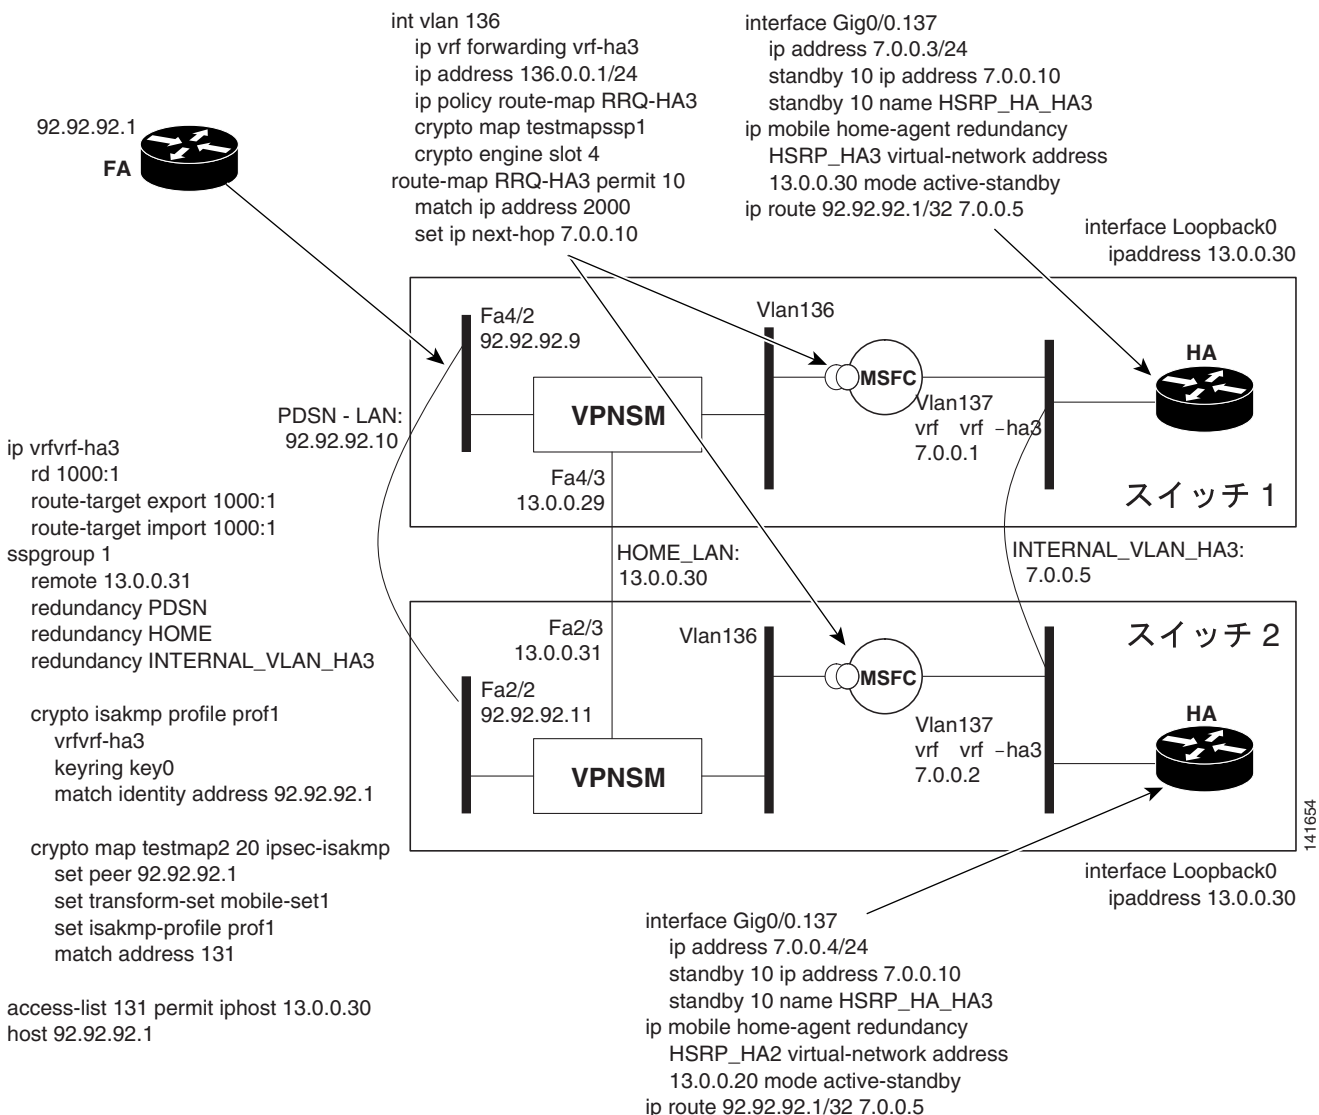 int vlan 136
ip vrf forwarding vrf-ha3
ip address 136.0.0.1/24
ip policy route-map RRQ-HA3
crypto map testmapssp1
crypto engine slot 4
route-map RRQ-HA3 permit 10
match ip address 2000
set ip next-hop 7.0.0.10
interface Gig0/0.137
ip address 7.0.0.3/24
standby 10 ip address 7.0.0.10
standby 10 name HSRP_HA_HA3
ip mobile home-agent redundancy
HSRP_HA3 virtual-network address
13.0.0.30 mode active-standby
ip route 92.92.92.1/32 7.0.0.5
interface Loopback0
ipaddress 13.0.0.30
92.92.92.1
FA
Fa4/2
92.92.92.9
Vlan136
MSFC
HA
VPNSM
Vlan137
vrf vrf -ha3
7.0.0.1
PDSN - LAN:
92.92.92.10
Fa4/3
13.0.0.29
スイッチ 1
HOME_LAN:
13.0.0.30
INTERNAL_VLAN_HA3:
7.0.0.5
ip vrfvrf-ha3
rd 1000:1
route-target export 1000:1
route-target import 1000:1
sspgroup 1
remote 13.0.0.31
redundancy PDSN
redundancy HOME
redundancy INTERNAL_VLAN_HA3
crypto isakmp profile prof1
vrfvrf-ha3
keyring key0
match identity address 92.92.92.1
crypto map testmap2 20 ipsec-isakmp
set peer 92.92.92.1
set transform-set mobile-set1
set isakmp-profile prof1
match address 131
access-list 131 permit iphost 13.0.0.30
host 92.92.92.1
Fa2/3
13.0.0.31
Vlan136
スイッチ 2
MSFC
Fa2/2
92.92.92.11
VPNSM
Vlan137
vrf vrf -ha3
7.0.0.2
HA
141654
interface Loopback0
ipaddress 13.0.0.30
interface Gig0/0.137
ip address 7.0.0.4/24
standby 10 ip address 7.0.0.10
standby 10 name HSRP_HA_HA3
ip mobile home-agent redundancy
HSRP_HA2 virtual-network address
13.0.0.20 mode active-standby
ip route 92.92.92.1/32 7.0.0.5